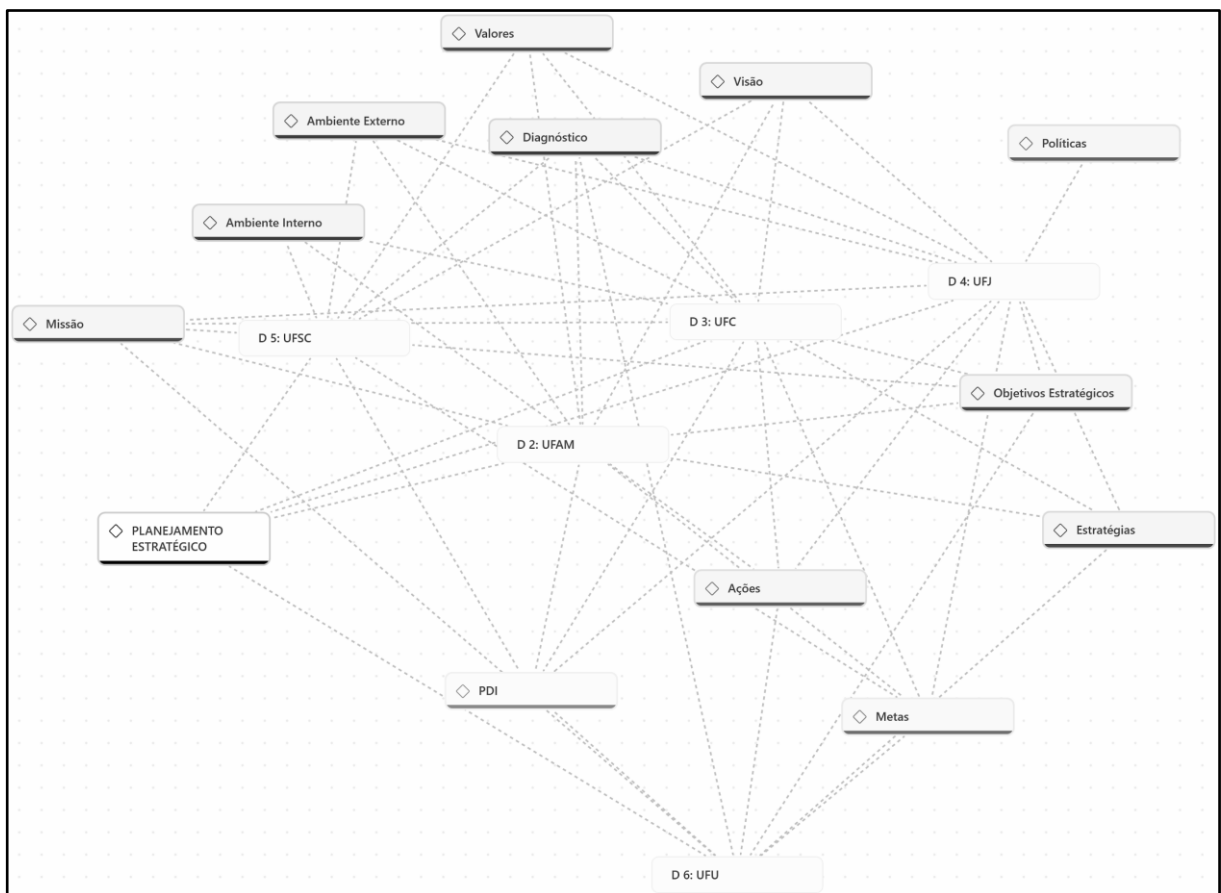 Valores
Visão
Ambiente Externo
Diagnóstico
Políticas
Ambiente Interno
D 4: UFJ
Missão
D 5: UFSC
D 3: UFC
Objetivos Estratégicos
D 2: UFAM
PLANEJAMENTO
ESTRATÉGICO
Estratégias
Ações
PDI
Metas
D 6: UFU